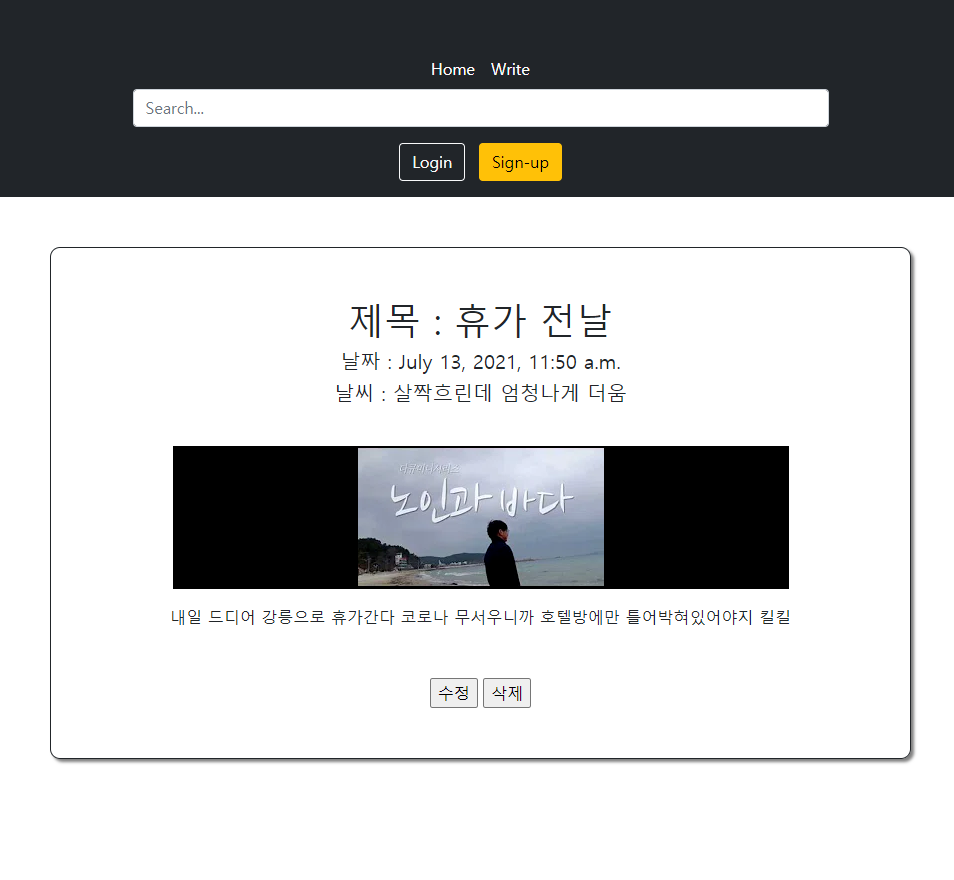 Home Write
Search...
Login Sign-up
제목 : 휴가 전날
날짜 : July 13, 2021, 11:50 a.m.
날씨 : 살짝흐린데 엄청나게 더움
다큐미니시리즈
노인과 바다
내일 드디어 강릉으로 휴가간다 코로나 무서우니까 호텔방에만 틀어박혀있어야지 킬킬
수정 삭제